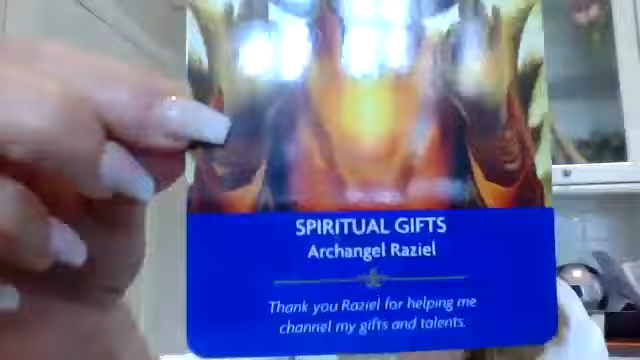 SPIRITUAL GIFTS
Archangel Raziel
Thank you Raziel for helping me
channel my gifts and talents.